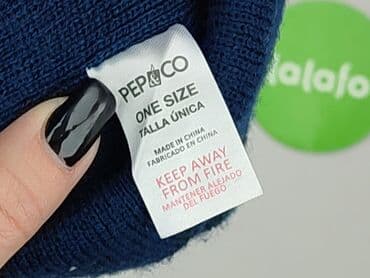 PEPCO
ONE SIZE
TALLA ÚNICA
MADE IN CHINA
FABRICADO EN CHINA
KEEP AWAY
FROM FIRE
MANTENER ALEJADO
DEL FUEGO
lalafo